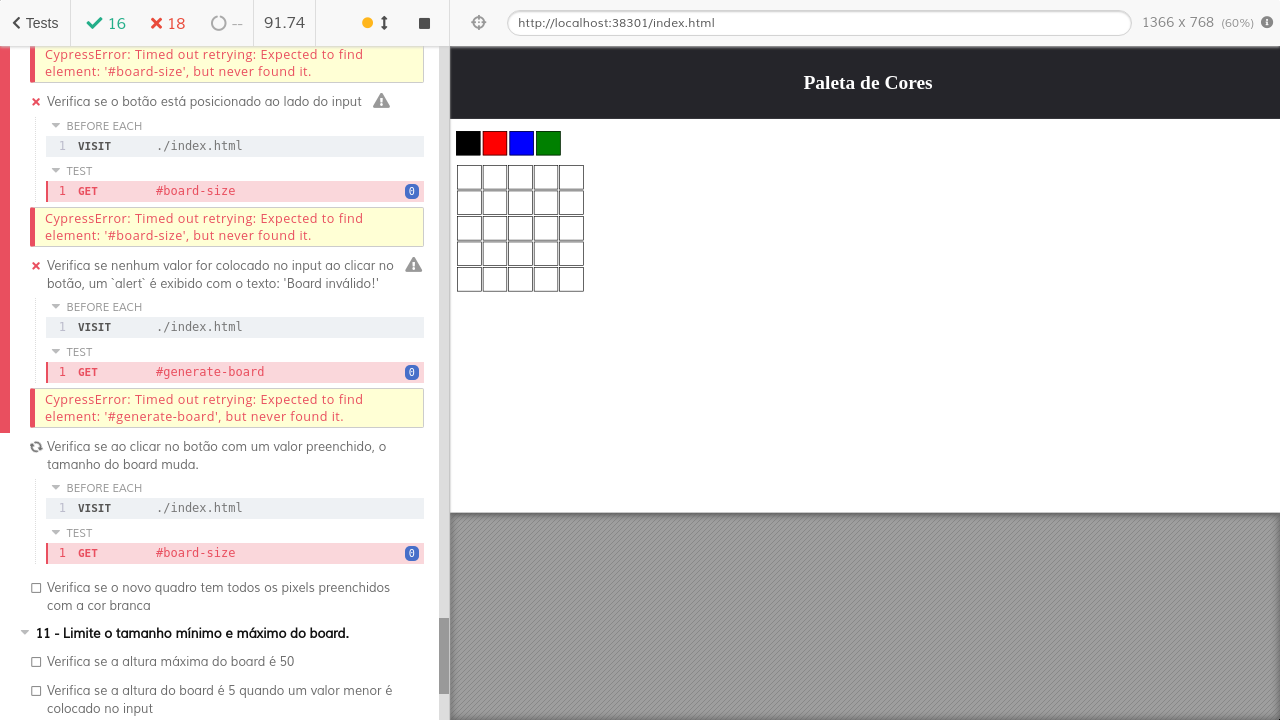 Tests
16
18
--
91.74
http://localhost:38301/index.html
1366 x 768 (60%)
CypressError: Timed out retrying: Expected to find
element: '#board-size', but never found it.
Verifica se o botão está posicionado ao lado do input
BEFORE EACH
1 VISIT ./index.html
TEST
1 GET #board-size 0
CypressError: Timed out retrying: Expected to find
element: '#board-size', but never found it.
Verifica se nenhum valor for colocado no input ao clicar no
botão, um `alert` é exibido com o texto: 'Board inválido!'
BEFORE EACH
1 VISIT ./index.html
TEST
1 GET #generate-board 0
CypressError: Timed out retrying: Expected to find
element: '#generate-board', but never found it.
Verifica se ao clicar no botão com um valor preenchido, o
tamanho do board muda.
BEFORE EACH
1 VISIT ./index.html
TEST
1 GET #board-size 0
Verifica se o novo quadro tem todos os pixels preenchidos
com a cor branca
11 - Limite o tamanho mínimo e máximo do board.
Verifica se a altura máxima do board é 50
Verifica se a altura do board é 5 quando um valor menor é
colocado no input
Paleta de Cores